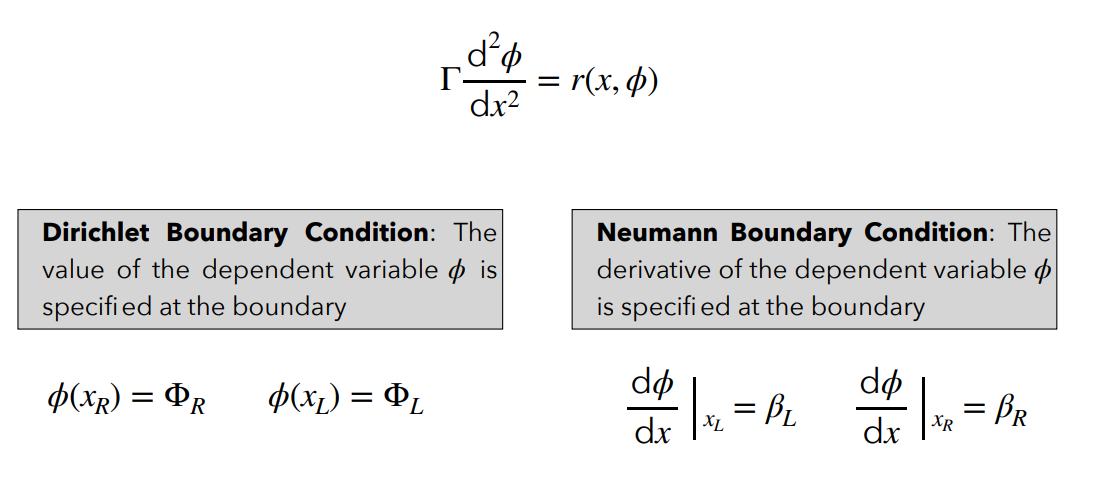 Γ d²ϕ/dx² = r(x, ϕ)
Dirichlet Boundary Condition: The
value of the dependent variable ϕ is
specified at the boundary
ϕ(x_R) = Φ_R    ϕ(x_L) = Φ_L
Neumann Boundary Condition: The
derivative of the dependent variable ϕ
is specified at the boundary
dϕ/dx |_{x_L} = β_L    dϕ/dx |_{x_R} = β_R